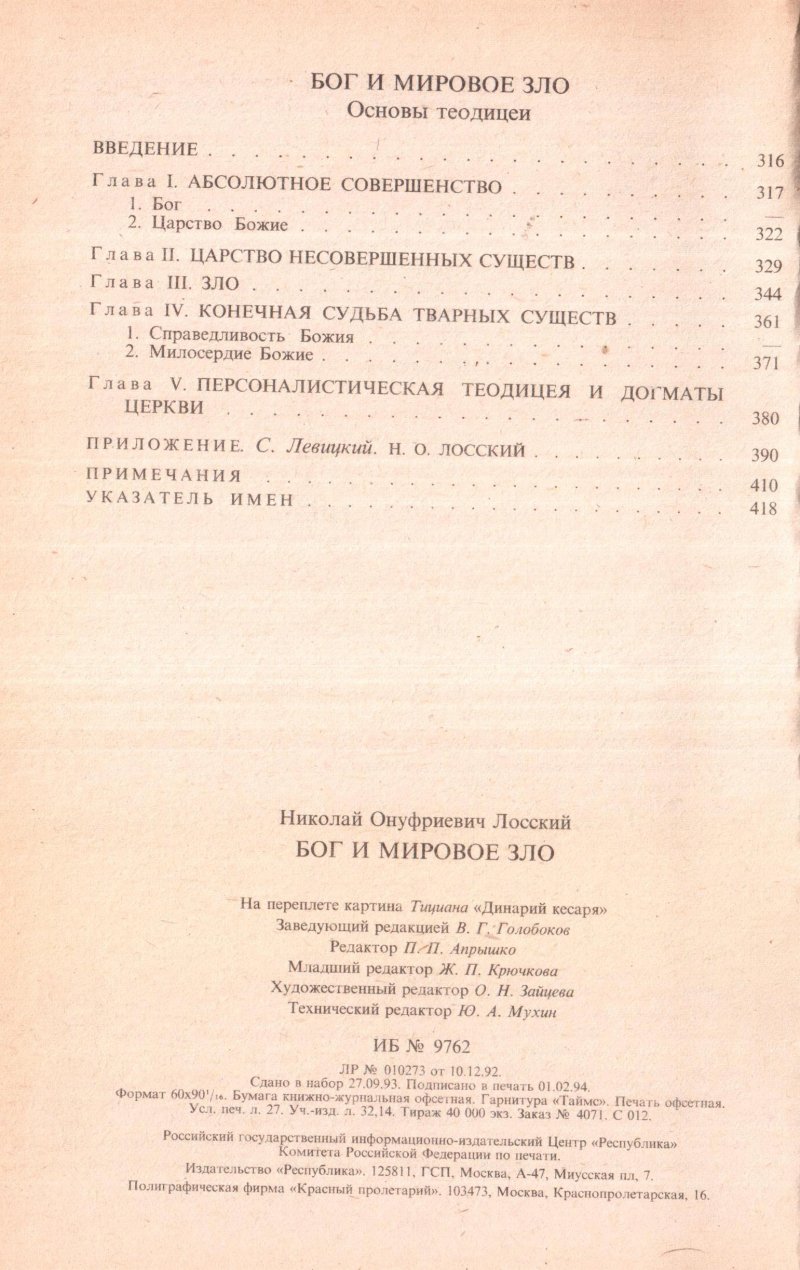 БОГ И МИРОВОЕ ЗЛО
Основы теодицеи
ВВЕДЕНИЕ . . . . . . . . . . . . . . . . . . . . 316
Глава I. АБСОЛЮТНОЕ СОВЕРШЕНСТВО . . . . . . . . . 317
1. Бог . . . . . . . . . . . . . . . . . . . . —
2. Царство Божие . . . . . . . . . . . . . . . . 322
Глава II. ЦАРСТВО НЕСОВЕРШЕННЫХ СУЩЕСТВ . . . . . . 329
Глава III. ЗЛО . . . . . . . . . . . . . . . . . . 344
Глава IV. КОНЕЧНАЯ СУДЬБА ТВАРНЫХ СУЩЕСТВ . . . . . 361
1. Справедливость Божия . . . . . . . . . . . . . —
2. Милосердие Божие . . . . . . . . . . . . . . . 371
Глава V. ПЕРСОНАЛИСТИЧЕСКАЯ ТЕОДИЦЕЯ И ДОГМАТЫ
ЦЕРКВИ . . . . . . . . . . . . . . . . . . . 380
ПРИЛОЖЕНИЕ. С. Левицкий. Н. О. ЛОССКИЙ . . . . . . . . 390
ПРИМЕЧАНИЯ . . . . . . . . . . . . . . . . . . 410
УКАЗАТЕЛЬ ИМЕН . . . . . . . . . . . . . . . . . 418
Николай Онуфриевич Лосский
БОГ И МИРОВОЕ ЗЛО
На переплете картина Тициана «Динарий кесаря»
Заведующий редакцией В. Г. Голобоков
Редактор П. П. Апрышко
Младший редактор Ж. П. Крючкова
Художественный редактор О. Н. Зайцева
Технический редактор Ю. А. Мухин
ИБ № 9762
ЛР № 010273 от 10.12.92.
Сдано в набор 27.09.93. Подписано в печать 01.02.94.
Формат 60x90¹/₁₆. Бумага книжно-журнальная офсетная. Гарнитура «Таймс». Печать офсетная.
Усл. печ. л. 27. Уч.-изд. л. 32,14. Тираж 40 000 экз. Заказ № 4071. С 012.
Российский государственный информационно-издательский Центр «Республика»
Комитета Российской Федерации по печати.
Издательство «Республика». 125811, ГСП, Москва, А-47, Миусская пл, 7.
Полиграфическая фирма «Красный пролетарий». 103473, Москва, Краснопролетарская, 16.